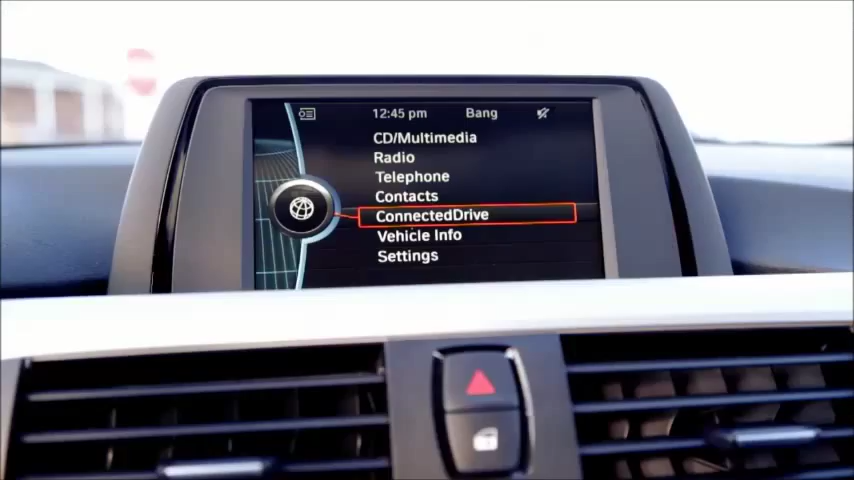 12:45 pm Bang
CD/Multimedia
Radio
Telephone
Contacts
ConnectedDrive
Vehicle Info
Settings